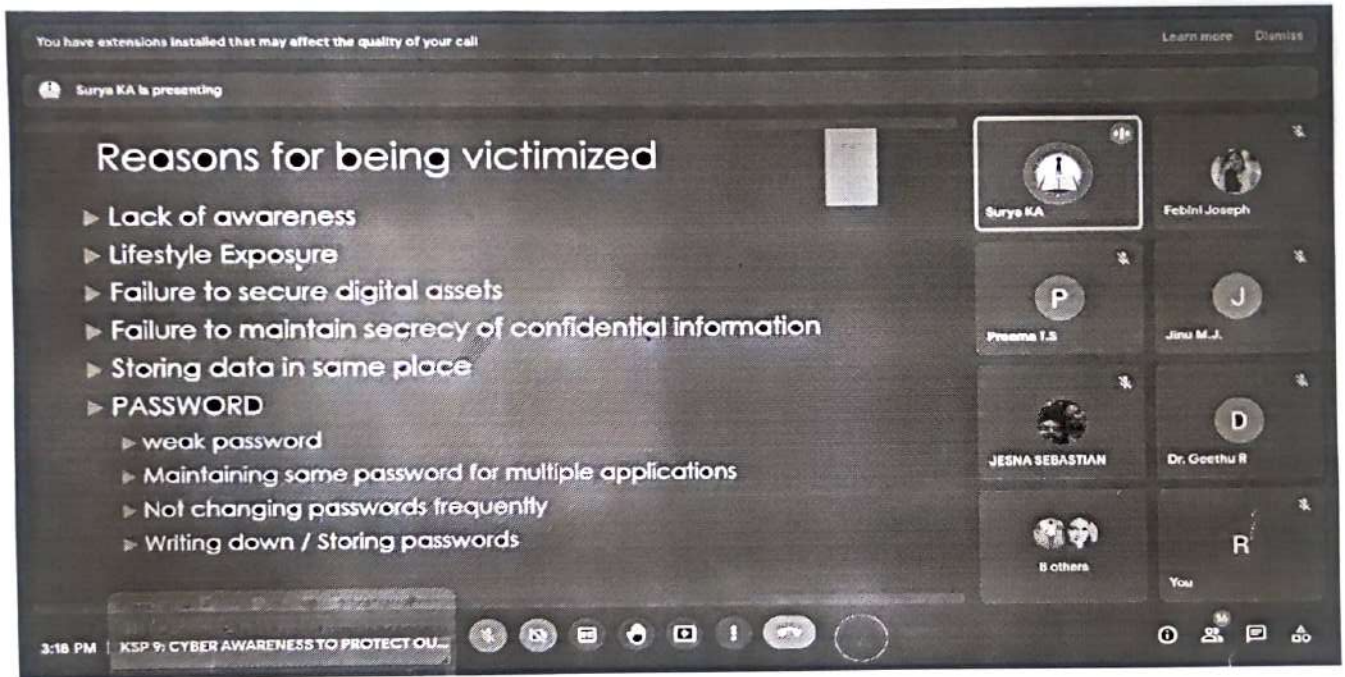 You have extensions installed that may affect the quality of your call
Learn more Dismiss
Surya KA is presenting
Reasons for being victimized
Lack of awareness
Lifestyle Exposure
Failure to secure digital assets
Failure to maintain secrecy of confidential information
Storing data in same place
PASSWORD
weak password
Maintaining same password for multiple applications
Not changing passwords frequently
Writing down / Storing passwords
Surya KA
Febini Joseph
P
Preema T.S
J
Jinu M.J.
JESNA SEBASTIAN
D
Dr. Geethu R
8 others
R
You
3:18 PM | KSP 9: CYBER AWARENESS TO PROTECT OU...